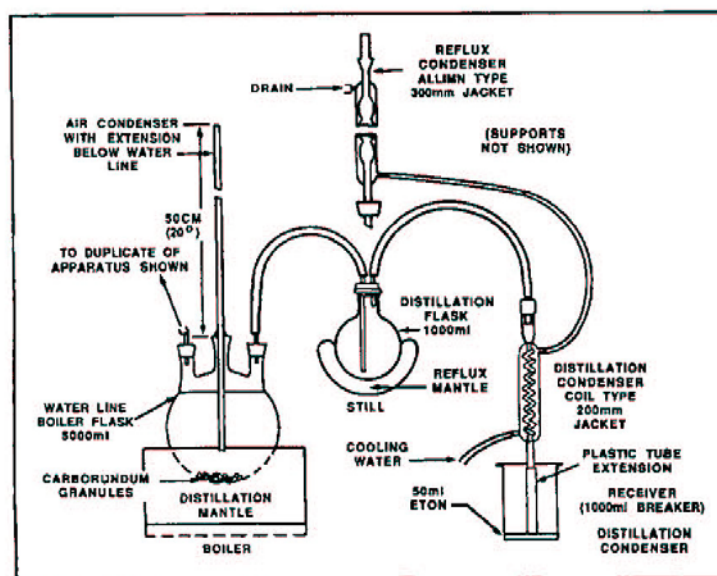 REFLUX
CONDENSER
ALLIMN TYPE
300mm JACKET
DRAIN
AIR CONDENSER
WITH EXTENSION
BELOW WATER
LINE
(SUPPORTS
NOT SHOWN)
50CM
(20°)
TO DUPLICATE OF
APPARATUS SHOWN
DISTILLATION
FLASK
1000ml
REFLUX
MANTLE
STILL
DISTILLATION
CONDENSER
COIL TYPE
200mm
JACKET
WATER LINE
BOILER FLASK
5000ml
COOLING
WATER
CARBORUNDUM
GRANULES
DISTILLATION
MANTLE
BOILER
PLASTIC TUBE
EXTENSION
50ml
ETON
RECEIVER
(1000ml BREAKER)
DISTILLATION
CONDENSER